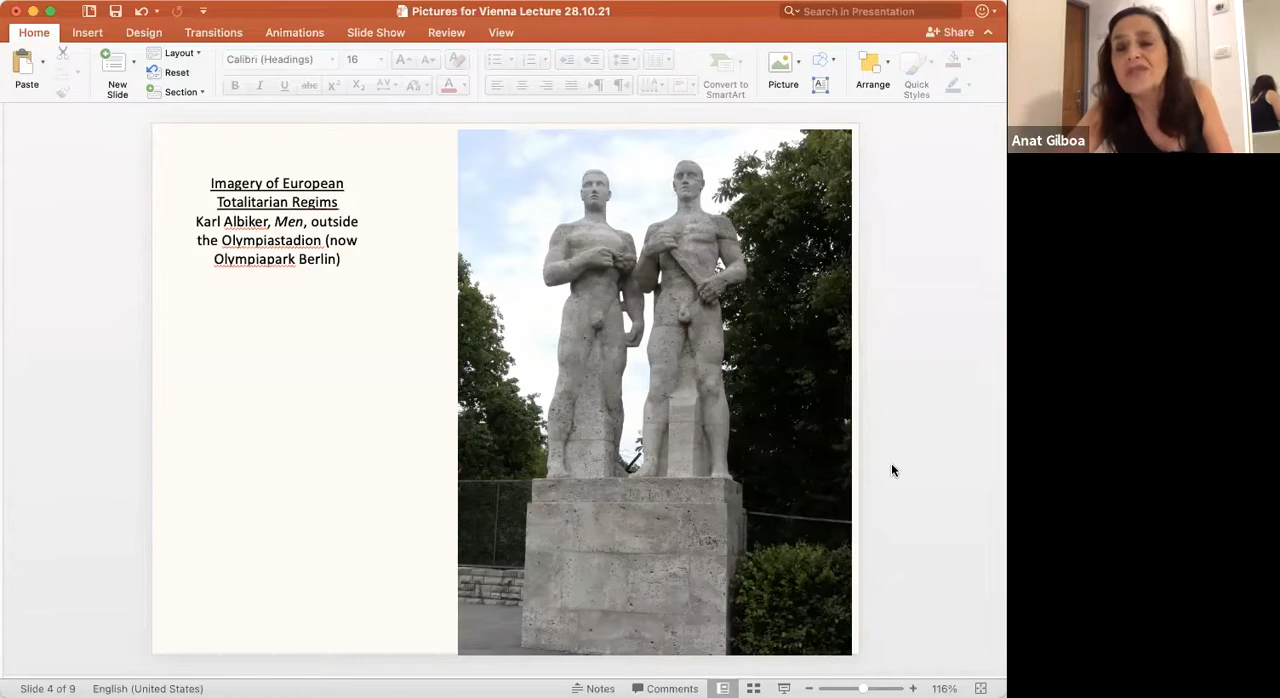 Pictures for Vienna Lecture 28.10.21
Search in Presentation
Home
Insert
Design
Transitions
Animations
Slide Show
Review
View
Share
Paste
New
Slide
Layout
Reset
Section
Calibri (Headings)
16
B
I
U
abc
Convert to
SmartArt
Picture
Arrange
Quick
Styles
Anat Gilboa
Imagery of European
Totalitarian Regims
Karl Albiker, Men, outside
the Olympiastadion (now
Olympiapark Berlin)
Slide 4 of 9
English (United States)
Notes
Comments
116%